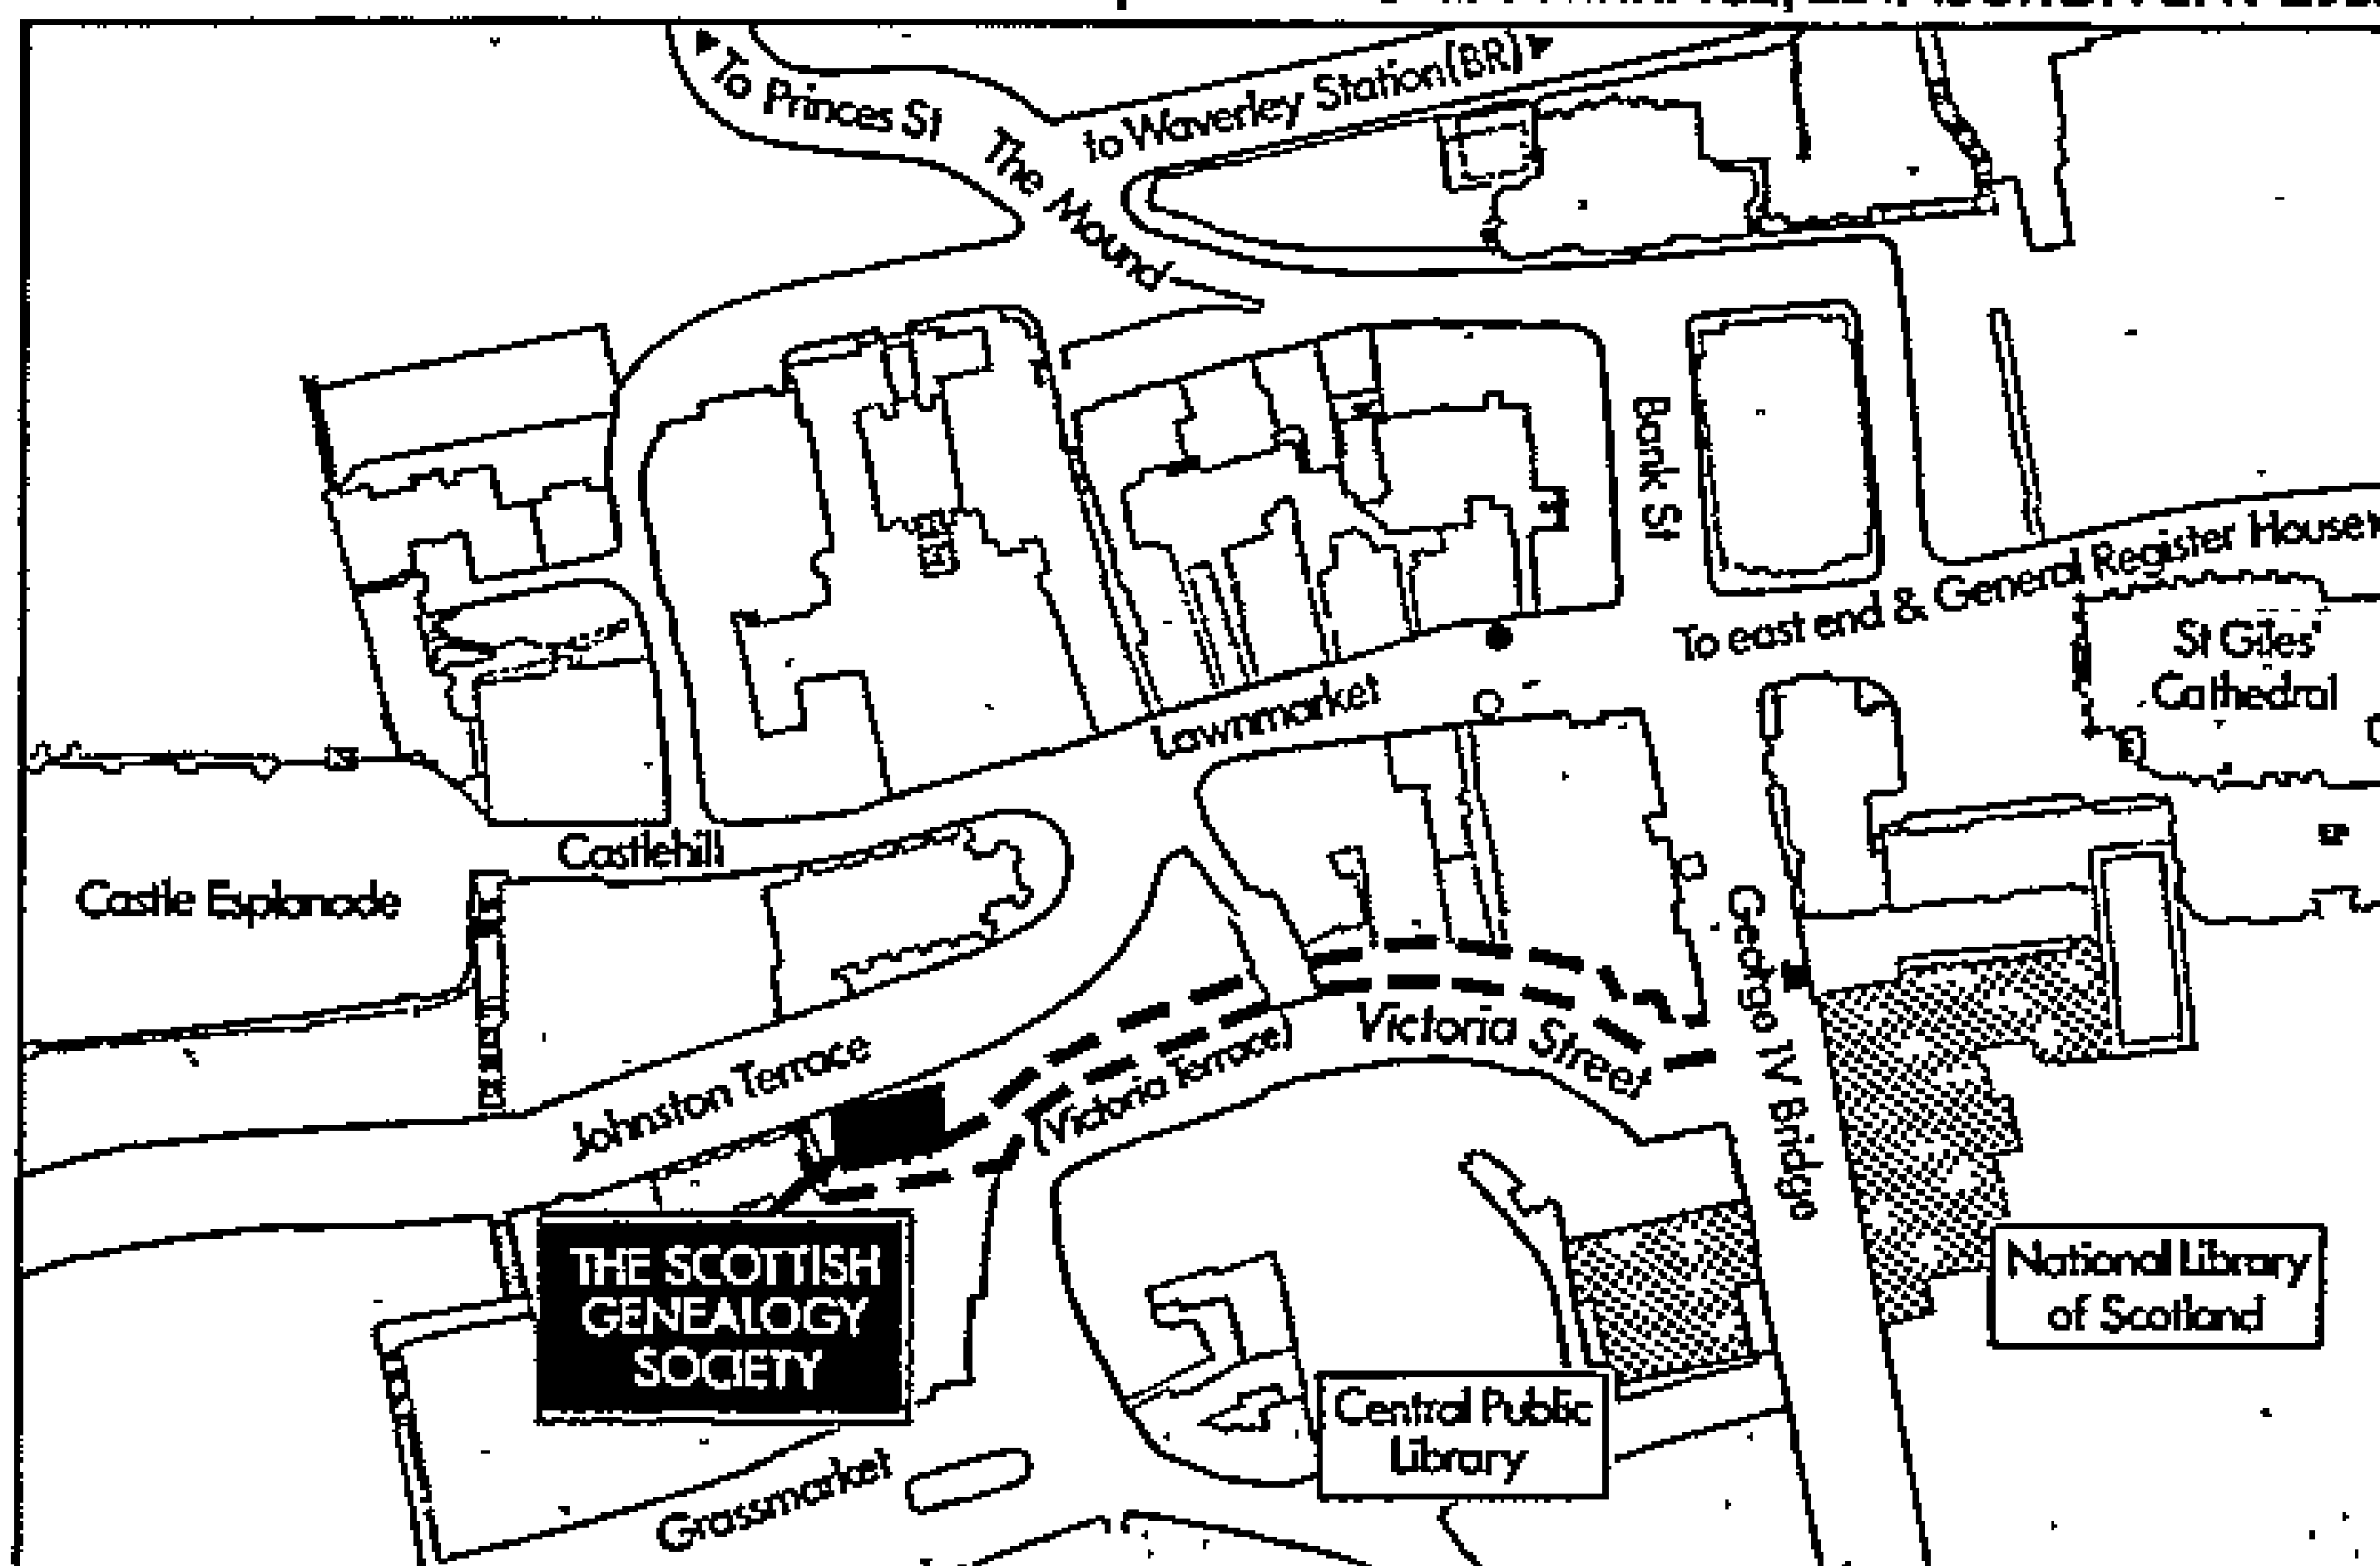 To Princes St
to Waverley Station (BR)
The Mound
Bank St
To east end & General Register House
St Giles'
Cathedral
Lawnmarket
Castlehill
Castle Esplanade
George IV Bridge
Victoria Street
(Victoria Terrace)
Johnston Terrace
THE SCOTTISH
GENEALOGY
SOCIETY
National Library
of Scotland
Central Public
Library
Grassmarket